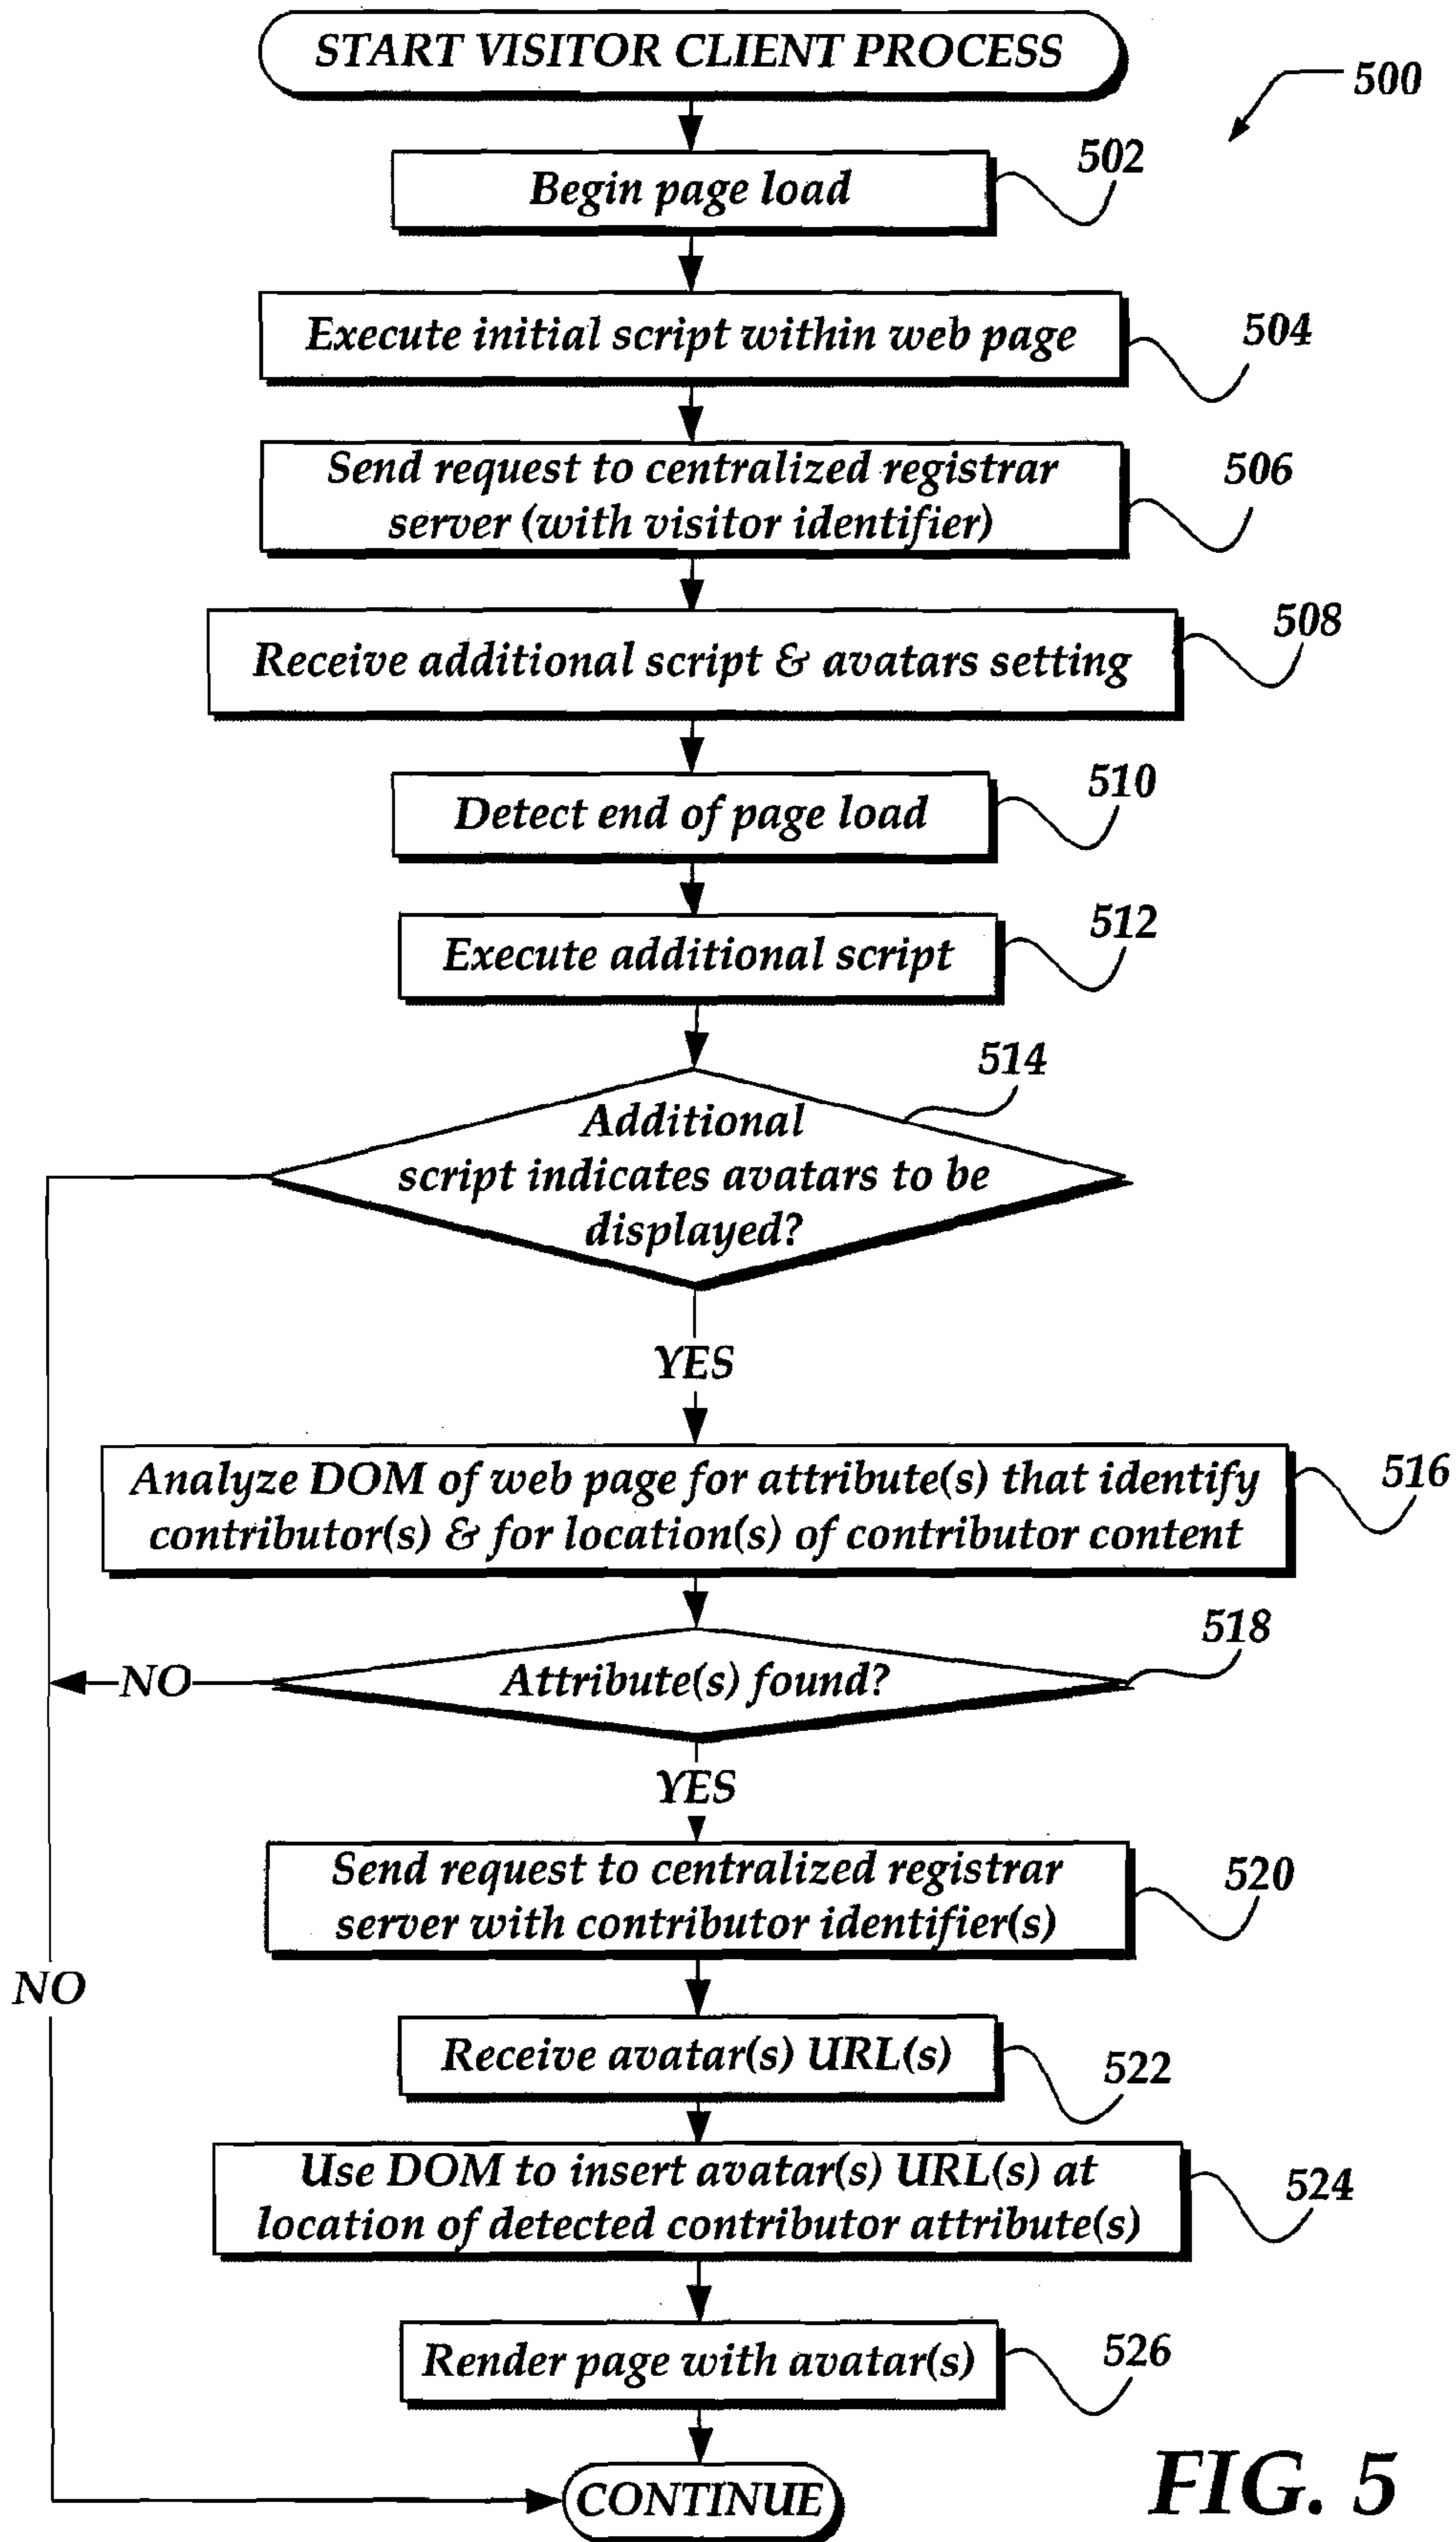 START VISITOR CLIENT PROCESS
500
Begin page load
502
Execute initial script within web page
504
Send request to centralized registrar
server (with visitor identifier)
506
Receive additional script & avatars setting
508
Detect end of page load
510
Execute additional script
512
514
Additional
script indicates avatars to be
displayed?
YES
Analyze DOM of web page for attribute(s) that identify
contributor(s) & for location(s) of contributor content
516
518
Attribute(s) found?
NO
YES
Send request to centralized registrar
server with contributor identifier(s)
520
NO
Receive avatar(s) URL(s)
522
Use DOM to insert avatar(s) URL(s) at
location of detected contributor attribute(s)
524
Render page with avatar(s)
526
CONTINUE
FIG. 5